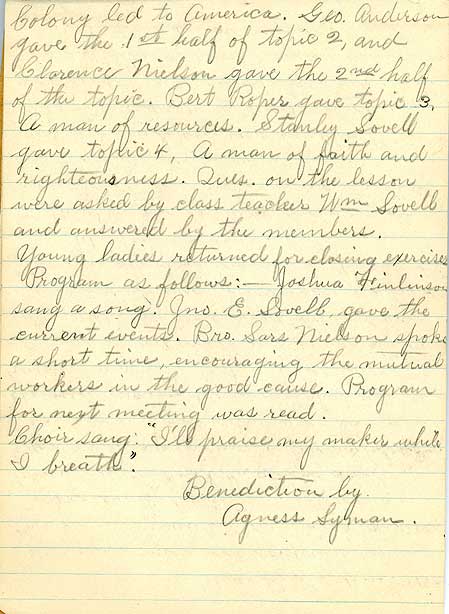 Colony led to America. Geo. Anderson
gave the 1st half of topic 2, and
Clarence Nielson gave the 2nd half
of the topic. Bert Roper gave topic 3,
A man of resources. Stanley Lovell
gave topic 4, A man of faith and
righteousness. Ques. on the lesson
were asked by class teacher Wm Lovell
and answered by the members.
Young ladies returned for closing exercises
Program as follows:— Joshua Finlinson
sang a song. Jno. E. Lovell, gave the
current events. Bro. Lars Nielson spoke
a short time, encouraging the mutual
workers in the good cause. Program
for next meeting was read.
Choir sang: "I'll praise my maker while
I breath".
Benediction by.
Agness Lyman.